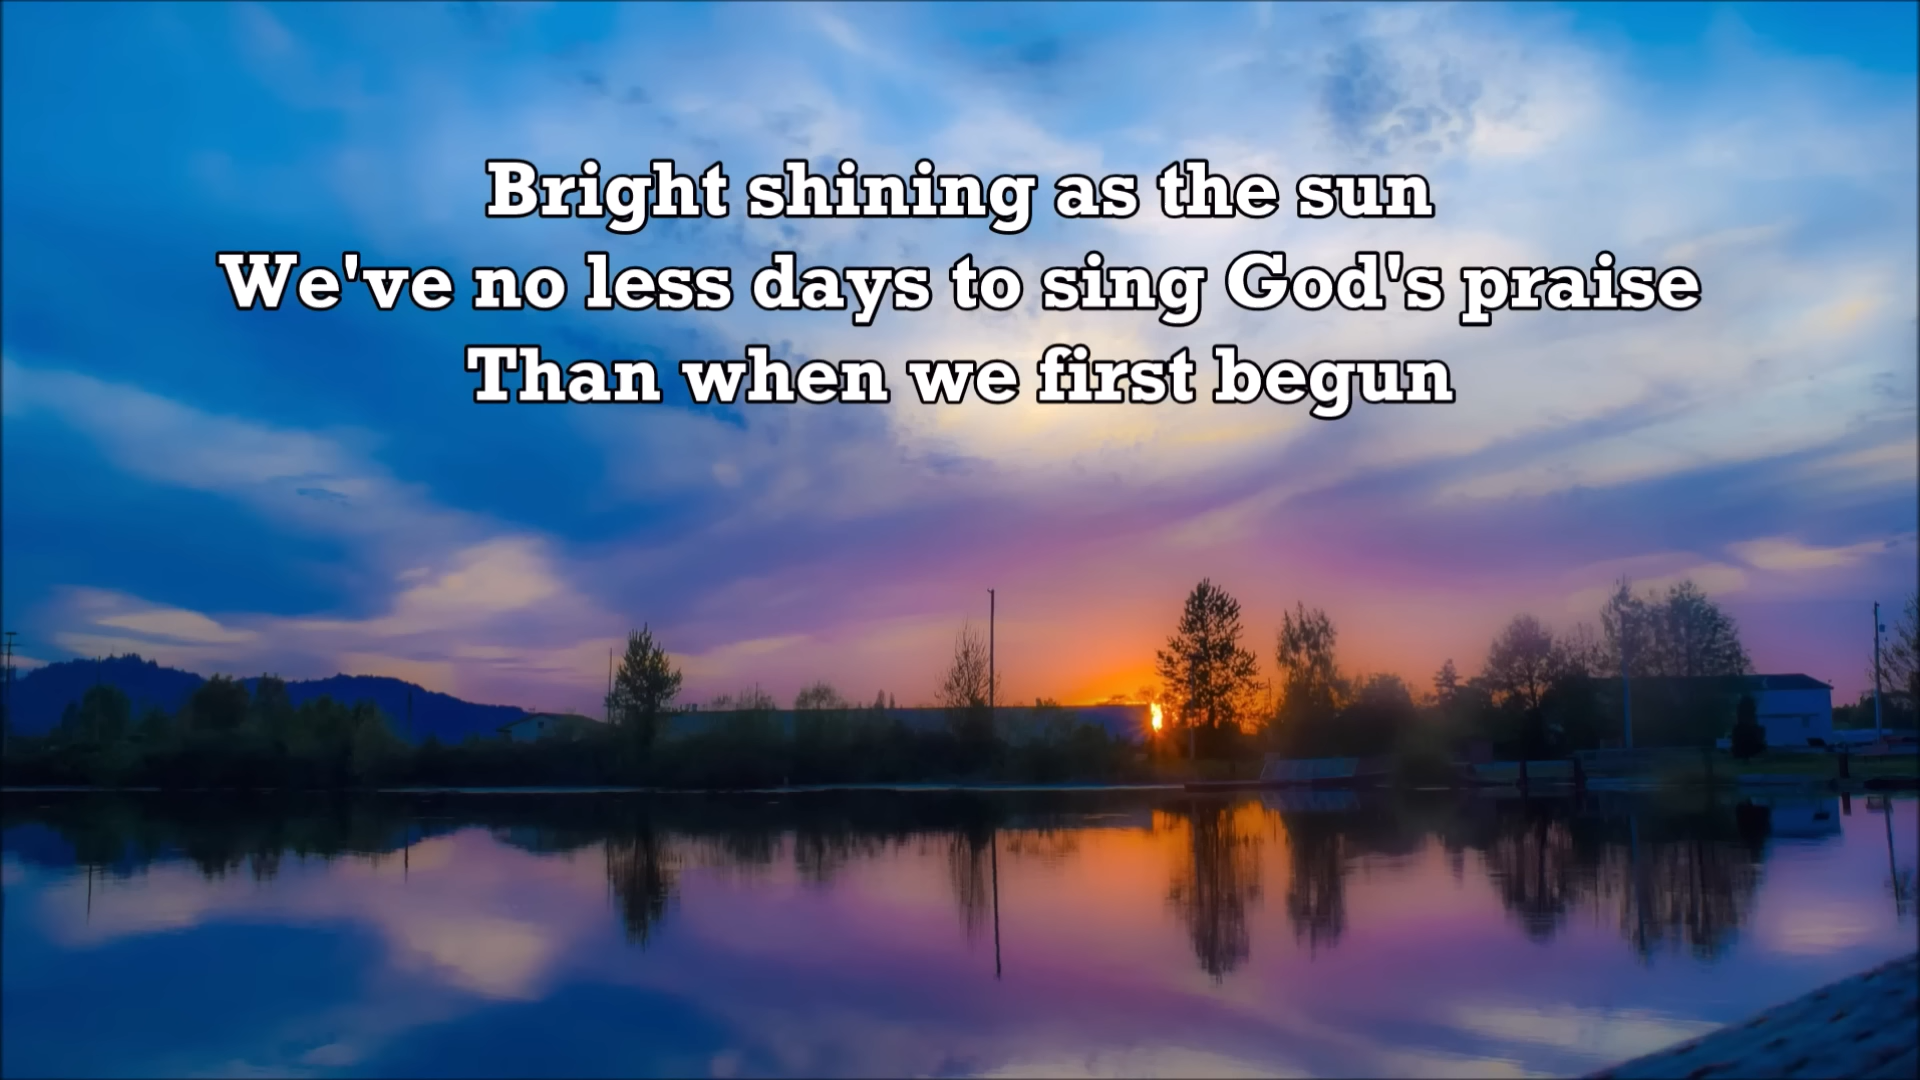 Bright shining as the sun
We've no less days to sing God's praise
Than when we first begun